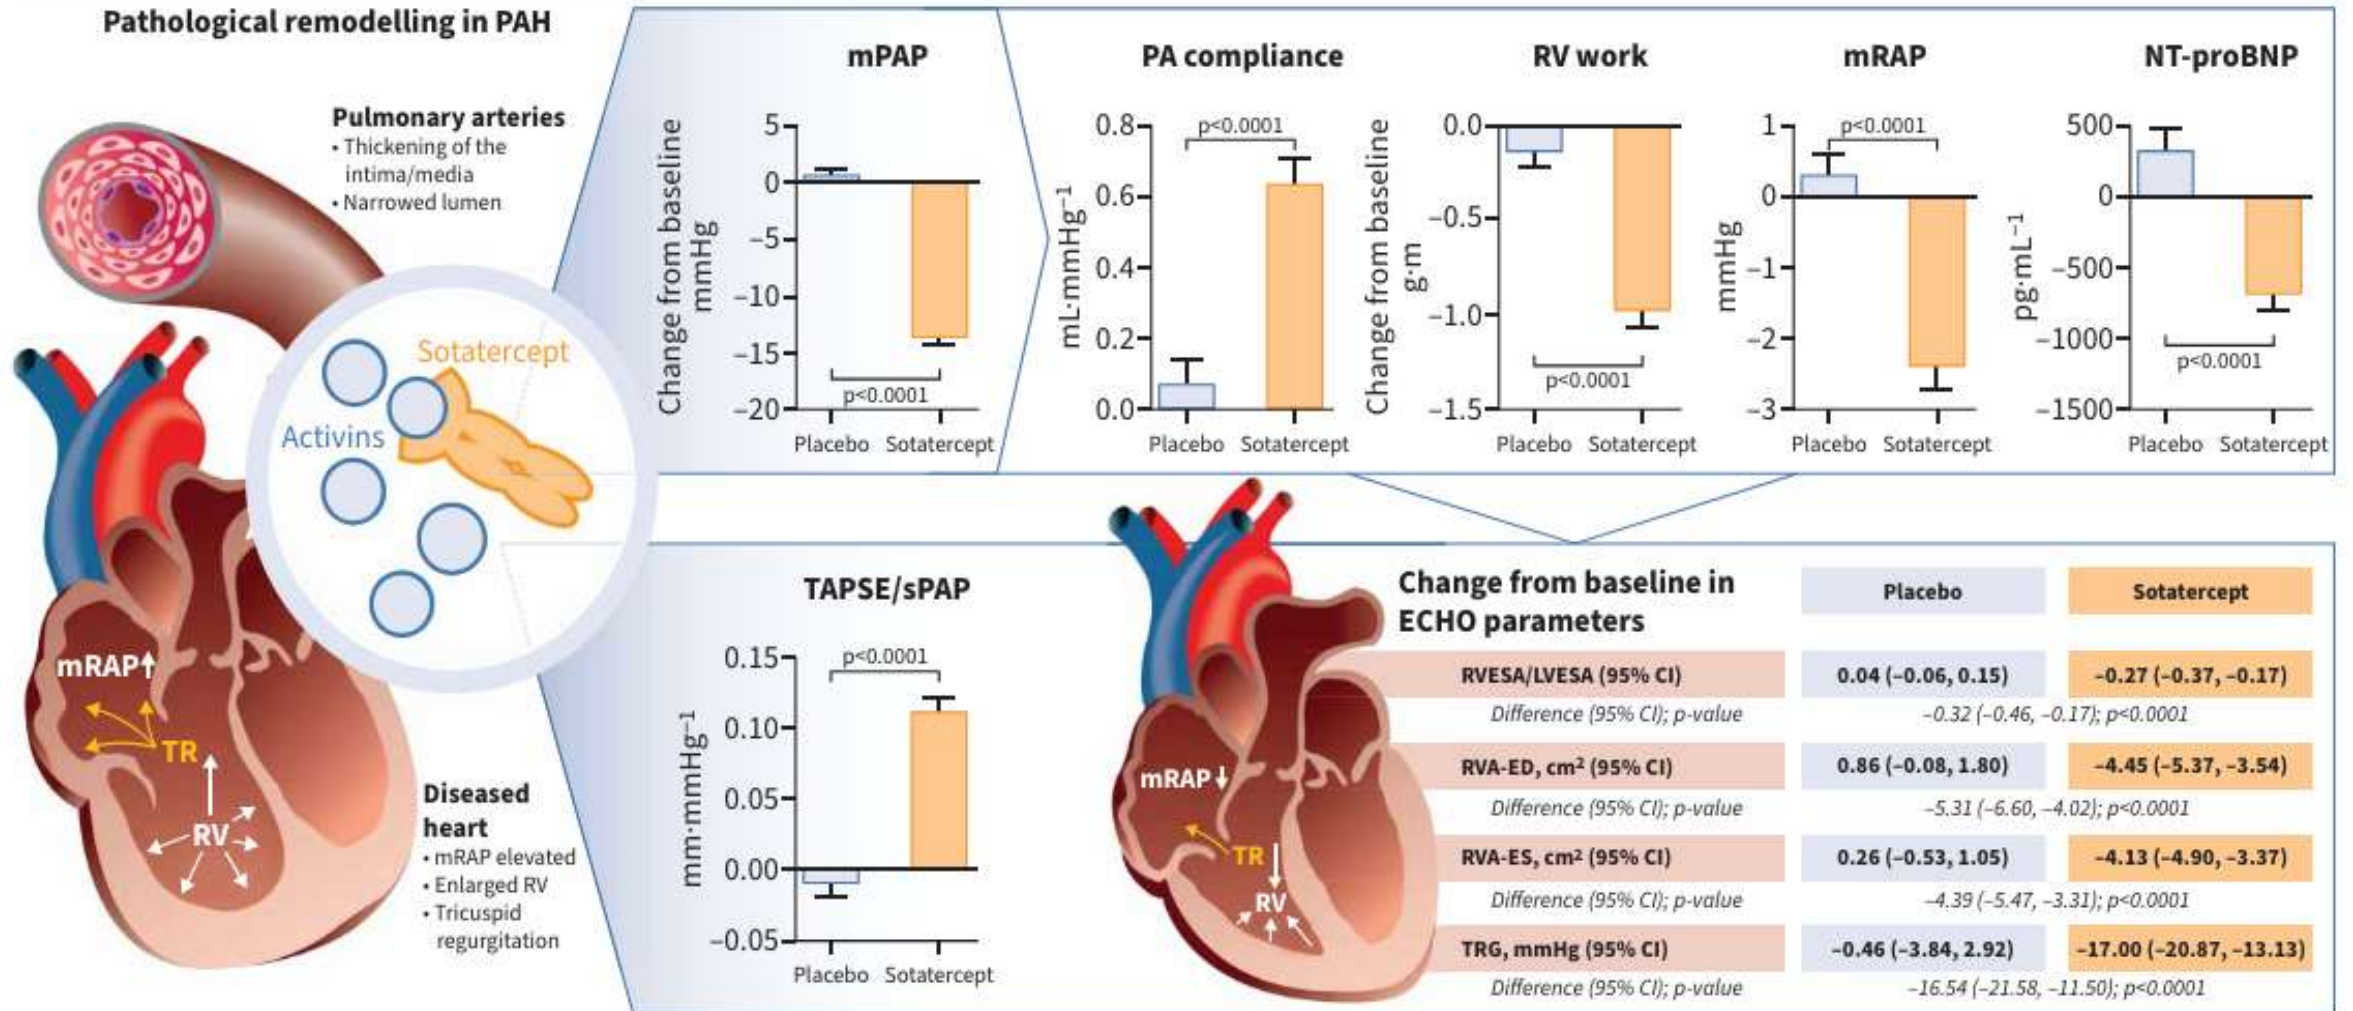 Pathological remodelling in PAH
Pulmonary arteries
• Thickening of the
intima/media
• Narrowed lumen
Sotatercept
Activins
mRAP↑
TR
RV
Diseased
heart
• mRAP elevated
• Enlarged RV
• Tricuspid
regurgitation
mPAP
Change from baseline
mmHg
5
0
–5
–10
–15
–20
p<0.0001
Placebo Sotatercept
PA compliance
mL·mmHg⁻¹
0.8
0.6
0.4
0.2
0.0
p<0.0001
Placebo Sotatercept
RV work
Change from baseline
g·m
0.0
–0.5
–1.0
–1.5
p<0.0001
Placebo Sotatercept
mRAP
mmHg
1
0
–1
–2
–3
p<0.0001
Placebo Sotatercept
NT-proBNP
pg·mL⁻¹
500
0
–500
–1000
–1500
p<0.0001
Placebo Sotatercept
TAPSE/sPAP
mm·mmHg⁻¹
0.15
0.10
0.05
0.00
–0.05
p<0.0001
Placebo Sotatercept
mRAP↓
TR
RV
Change from baseline in
ECHO parameters
Placebo Sotatercept
RVESA/LVESA (95% CI) 0.04 (–0.06, 0.15) –0.27 (–0.37, –0.17)
Difference (95% CI); p-value –0.32 (–0.46, –0.17); p<0.0001
RVA-ED, cm² (95% CI) 0.86 (–0.08, 1.80) –4.45 (–5.37, –3.54)
Difference (95% CI); p-value –5.31 (–6.60, –4.02); p<0.0001
RVA-ES, cm² (95% CI) 0.26 (–0.53, 1.05) –4.13 (–4.90, –3.37)
Difference (95% CI); p-value –4.39 (–5.47, –3.31); p<0.0001
TRG, mmHg (95% CI) –0.46 (–3.84, 2.92) –17.00 (–20.87, –13.13)
Difference (95% CI); p-value –16.54 (–21.58, –11.50); p<0.0001